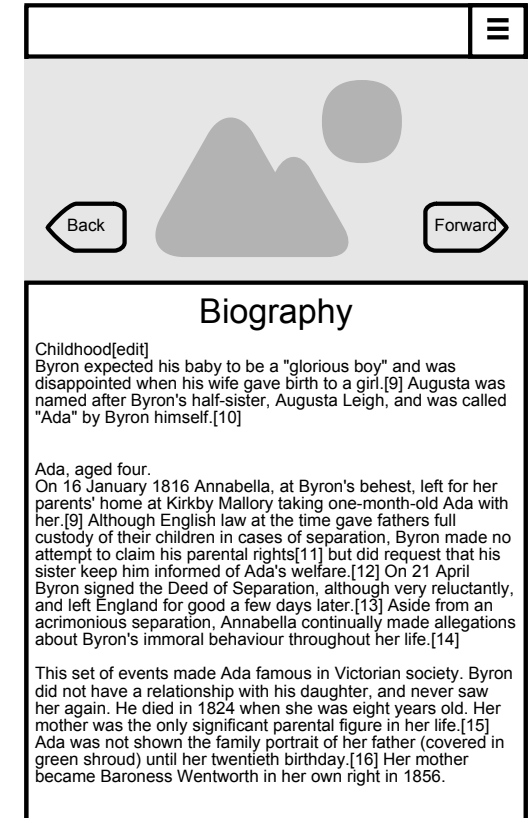 Back
Forward
Biography
Childhood[edit]
Byron expected his baby to be a "glorious boy" and was
disappointed when his wife gave birth to a girl.[9] Augusta was
named after Byron's half-sister, Augusta Leigh, and was called
"Ada" by Byron himself.[10]
Ada, aged four.
On 16 January 1816 Annabella, at Byron's behest, left for her
parents' home at Kirkby Mallory taking one-month-old Ada with
her.[9] Although English law at the time gave fathers full
custody of their children in cases of separation, Byron made no
attempt to claim his parental rights[11] but did request that his
sister keep him informed of Ada's welfare.[12] On 21 April
Byron signed the Deed of Separation, although very reluctantly,
and left England for good a few days later.[13] Aside from an
acrimonious separation, Annabella continually made allegations
about Byron's immoral behaviour throughout her life.[14]
This set of events made Ada famous in Victorian society. Byron
did not have a relationship with his daughter, and never saw
her again. He died in 1824 when she was eight years old. Her
mother was the only significant parental figure in her life.[15]
Ada was not shown the family portrait of her father (covered in
green shroud) until her twentieth birthday.[16] Her mother
became Baroness Wentworth in her own right in 1856.